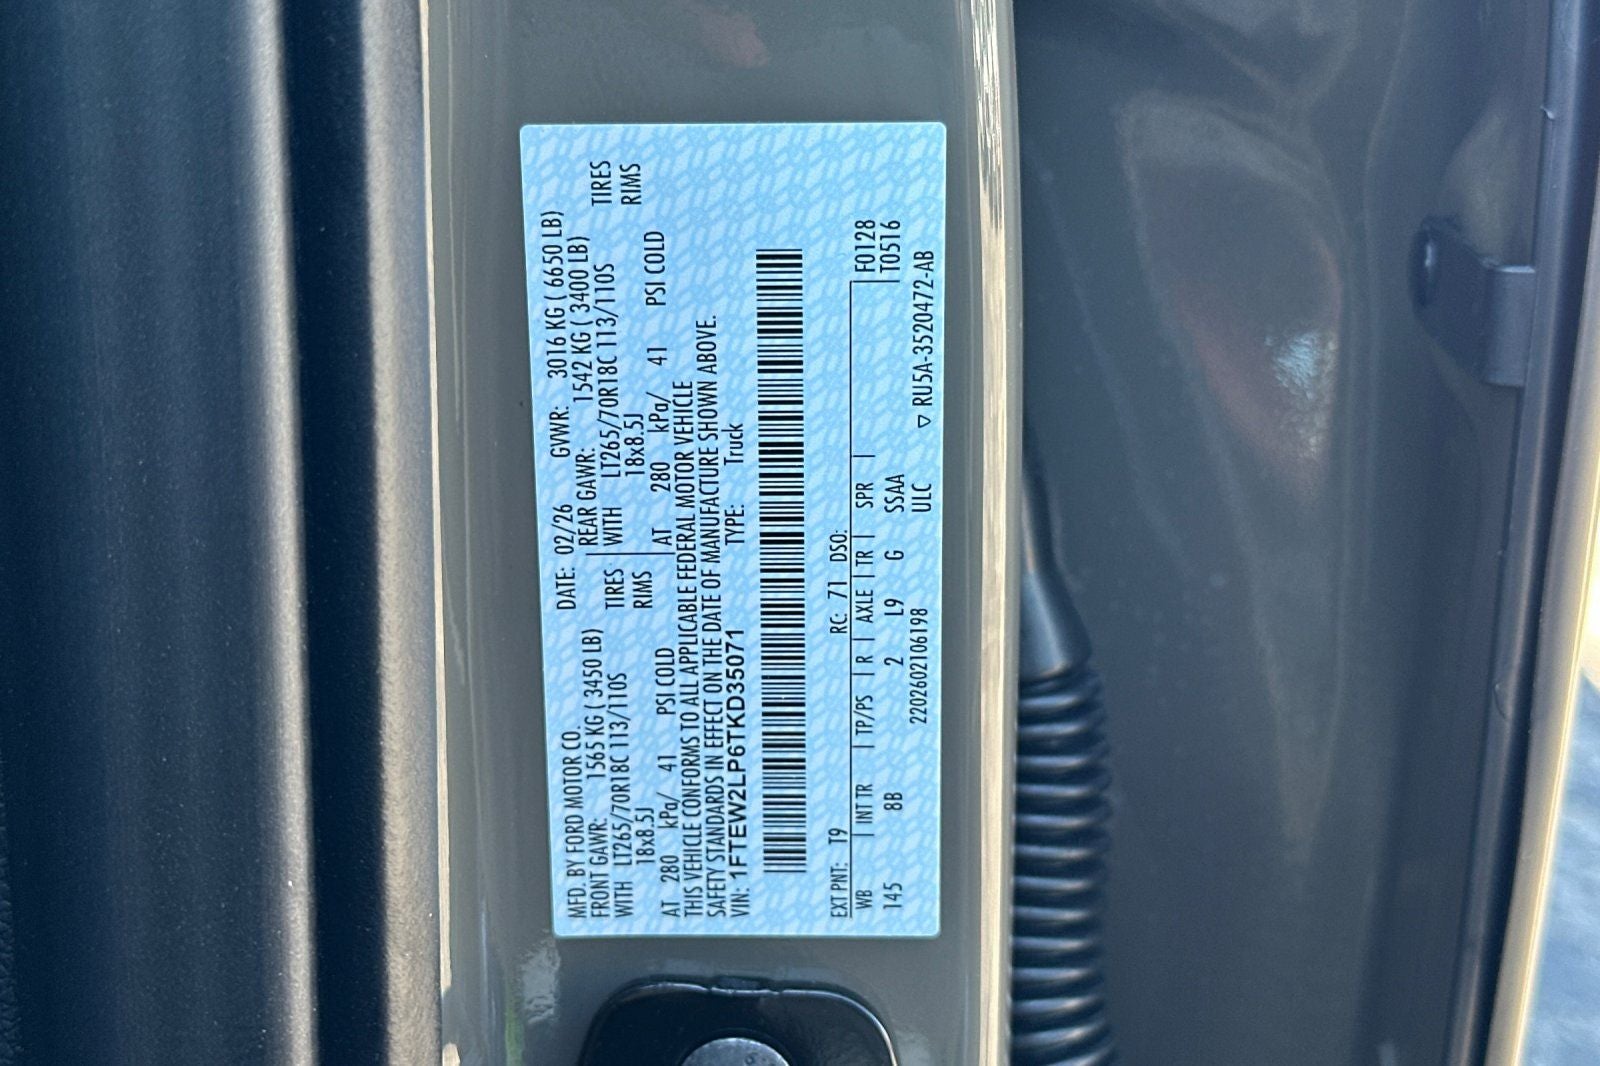 MFD. BY FORD MOTOR CO. DATE: 02/26 GVWR: 3016 KG ( 6650 LB)
FRONT GAWR: 1565 KG ( 3450 LB) REAR GAWR: 1542 KG ( 3400 LB)
WITH LT265/70R18C 113/110S TIRES WITH LT265/70R18C 113/110S TIRES
18x8.5J RIMS 18x8.5J RIMS
AT 280 kPa/ 41 PSI COLD AT 280 kPa/ 41 PSI COLD
THIS VEHICLE CONFORMS TO ALL APPLICABLE FEDERAL MOTOR VEHICLE
SAFETY STANDARDS IN EFFECT ON THE DATE OF MANUFACTURE SHOWN ABOVE.
VIN: 1FTEW2LP6TKD35071 TYPE: Truck
EXT PNT: T9 RC: 71 DSO: F0128
WB INT TR TP/PS R AXLE TR SPR T0516
145 8B 2 L9 G SSAA
2202602106198 ULC ▽ RU5A-3520472-AB